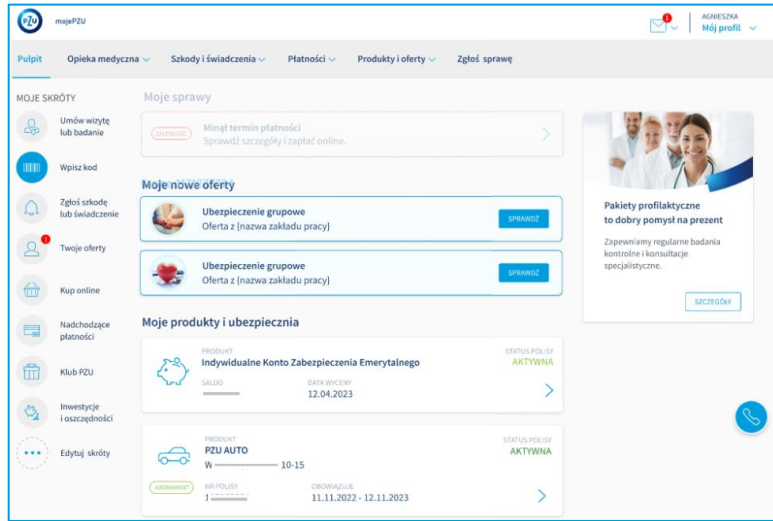 PZU
mojePZU
1
AGNIESZKA
Mój profil
Pulpit
Opieka medyczna
Szkody i świadczenia
Płatności
Produkty i oferty
Zgłoś sprawę
MOJE SKRÓTY
Umów wizytę
lub badanie
Wpisz kod
Zgłoś szkodę
lub świadczenie
1
Twoje oferty
Kup online
Nadchodzące
płatności
Klub PZU
Inwestycje
i oszczędności
Edytuj skróty
Moje sprawy
ZALEGŁOŚĆ
Minął termin płatności
Sprawdź szczegóły i zapłać online.
Moje nowe oferty
Ubezpieczenie grupowe
Oferta z {nazwa zakładu pracy}
SPRAWDŹ
Ubezpieczenie grupowe
Oferta z {nazwa zakładu pracy}
SPRAWDŹ
Moje produkty i ubezpiecznia
PRODUKT
Indywidualne Konto Zabezpieczenia Emerytalnego
STATUS POLISY
AKTYWNA
SALDO
DATA WYCENY
12.04.2023
PRODUKT
PZU AUTO
W 10-15
STATUS POLISY
AKTYWNA
ABONAMENT
NR POLISY
1
OBOWIĄZUJE
11.11.2022 - 12.11.2023
Pakiety profilaktyczne
to dobry pomysł na prezent
Zapewniamy regularne badania
kontrolne i konsultacje
specjalistyczne.
SZCZEGÓŁY